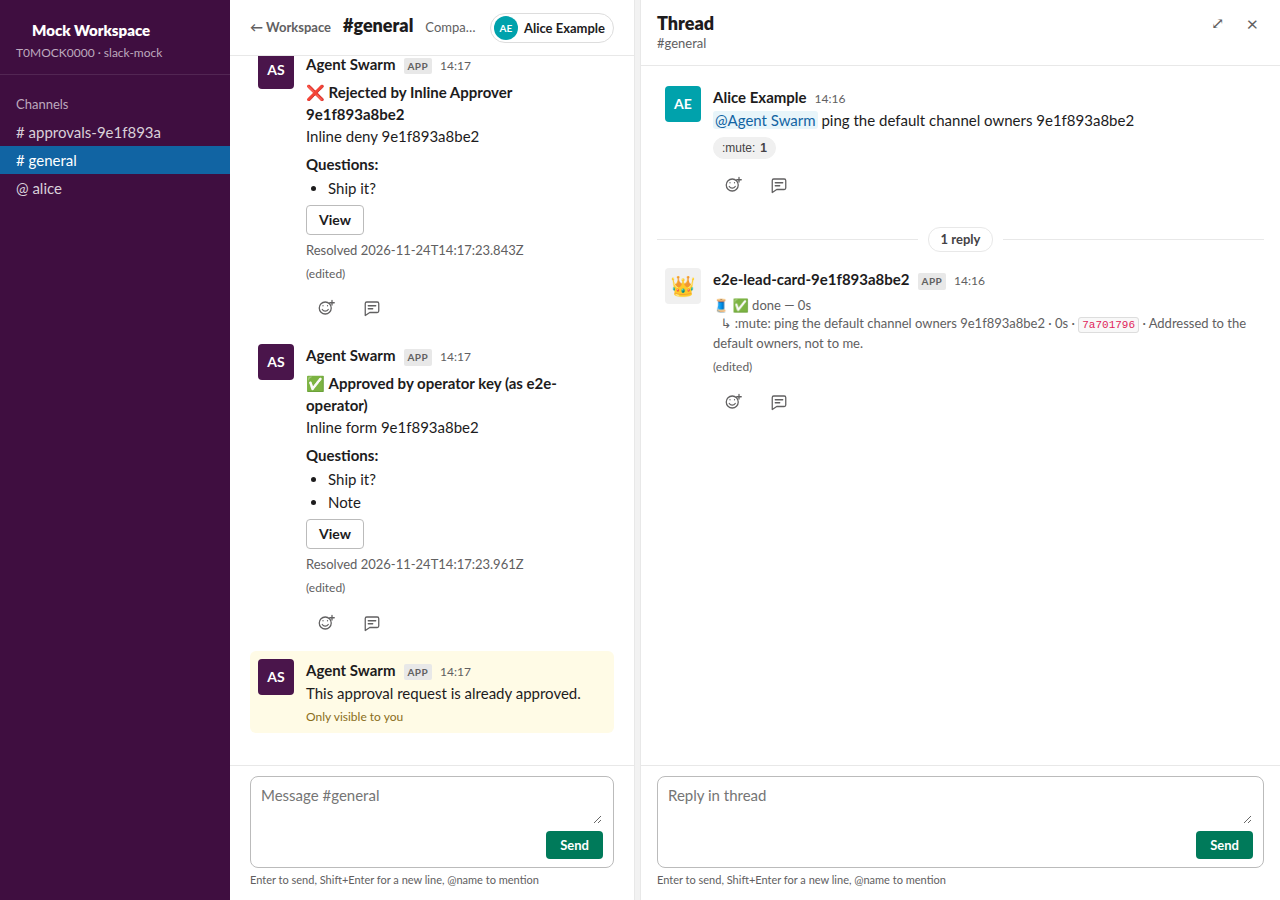 Mock Workspace
T0MOCK0000 · slack-mock
Channels
# approvals-9e1f893a
# general
@ alice
← Workspace #general Compa... AE Alice Example
AS Agent Swarm APP 14:17
❌ Rejected by Inline Approver
9e1f893a8be2
Inline deny 9e1f893a8be2
Questions:
• Ship it?
View
Resolved 2026-11-24T14:17:23.843Z
(edited)
AS Agent Swarm APP 14:17
✅ Approved by operator key (as e2e-
operator)
Inline form 9e1f893a8be2
Questions:
• Ship it?
• Note
View
Resolved 2026-11-24T14:17:23.961Z
(edited)
AS Agent Swarm APP 14:17
This approval request is already approved.
Only visible to you
Message #general
Send
Enter to send, Shift+Enter for a new line, @name to mention
Thread
#general
AE Alice Example 14:16
@Agent Swarm ping the default channel owners 9e1f893a8be2
:mute: 1
1 reply
e2e-lead-card-9e1f893a8be2 APP 14:16
🧵 ✅ done — 0s
↳ :mute: ping the default channel owners 9e1f893a8be2 · 0s · 7a701796 · Addressed to the
default owners, not to me.
(edited)
Reply in thread
Send
Enter to send, Shift+Enter for a new line, @name to mention